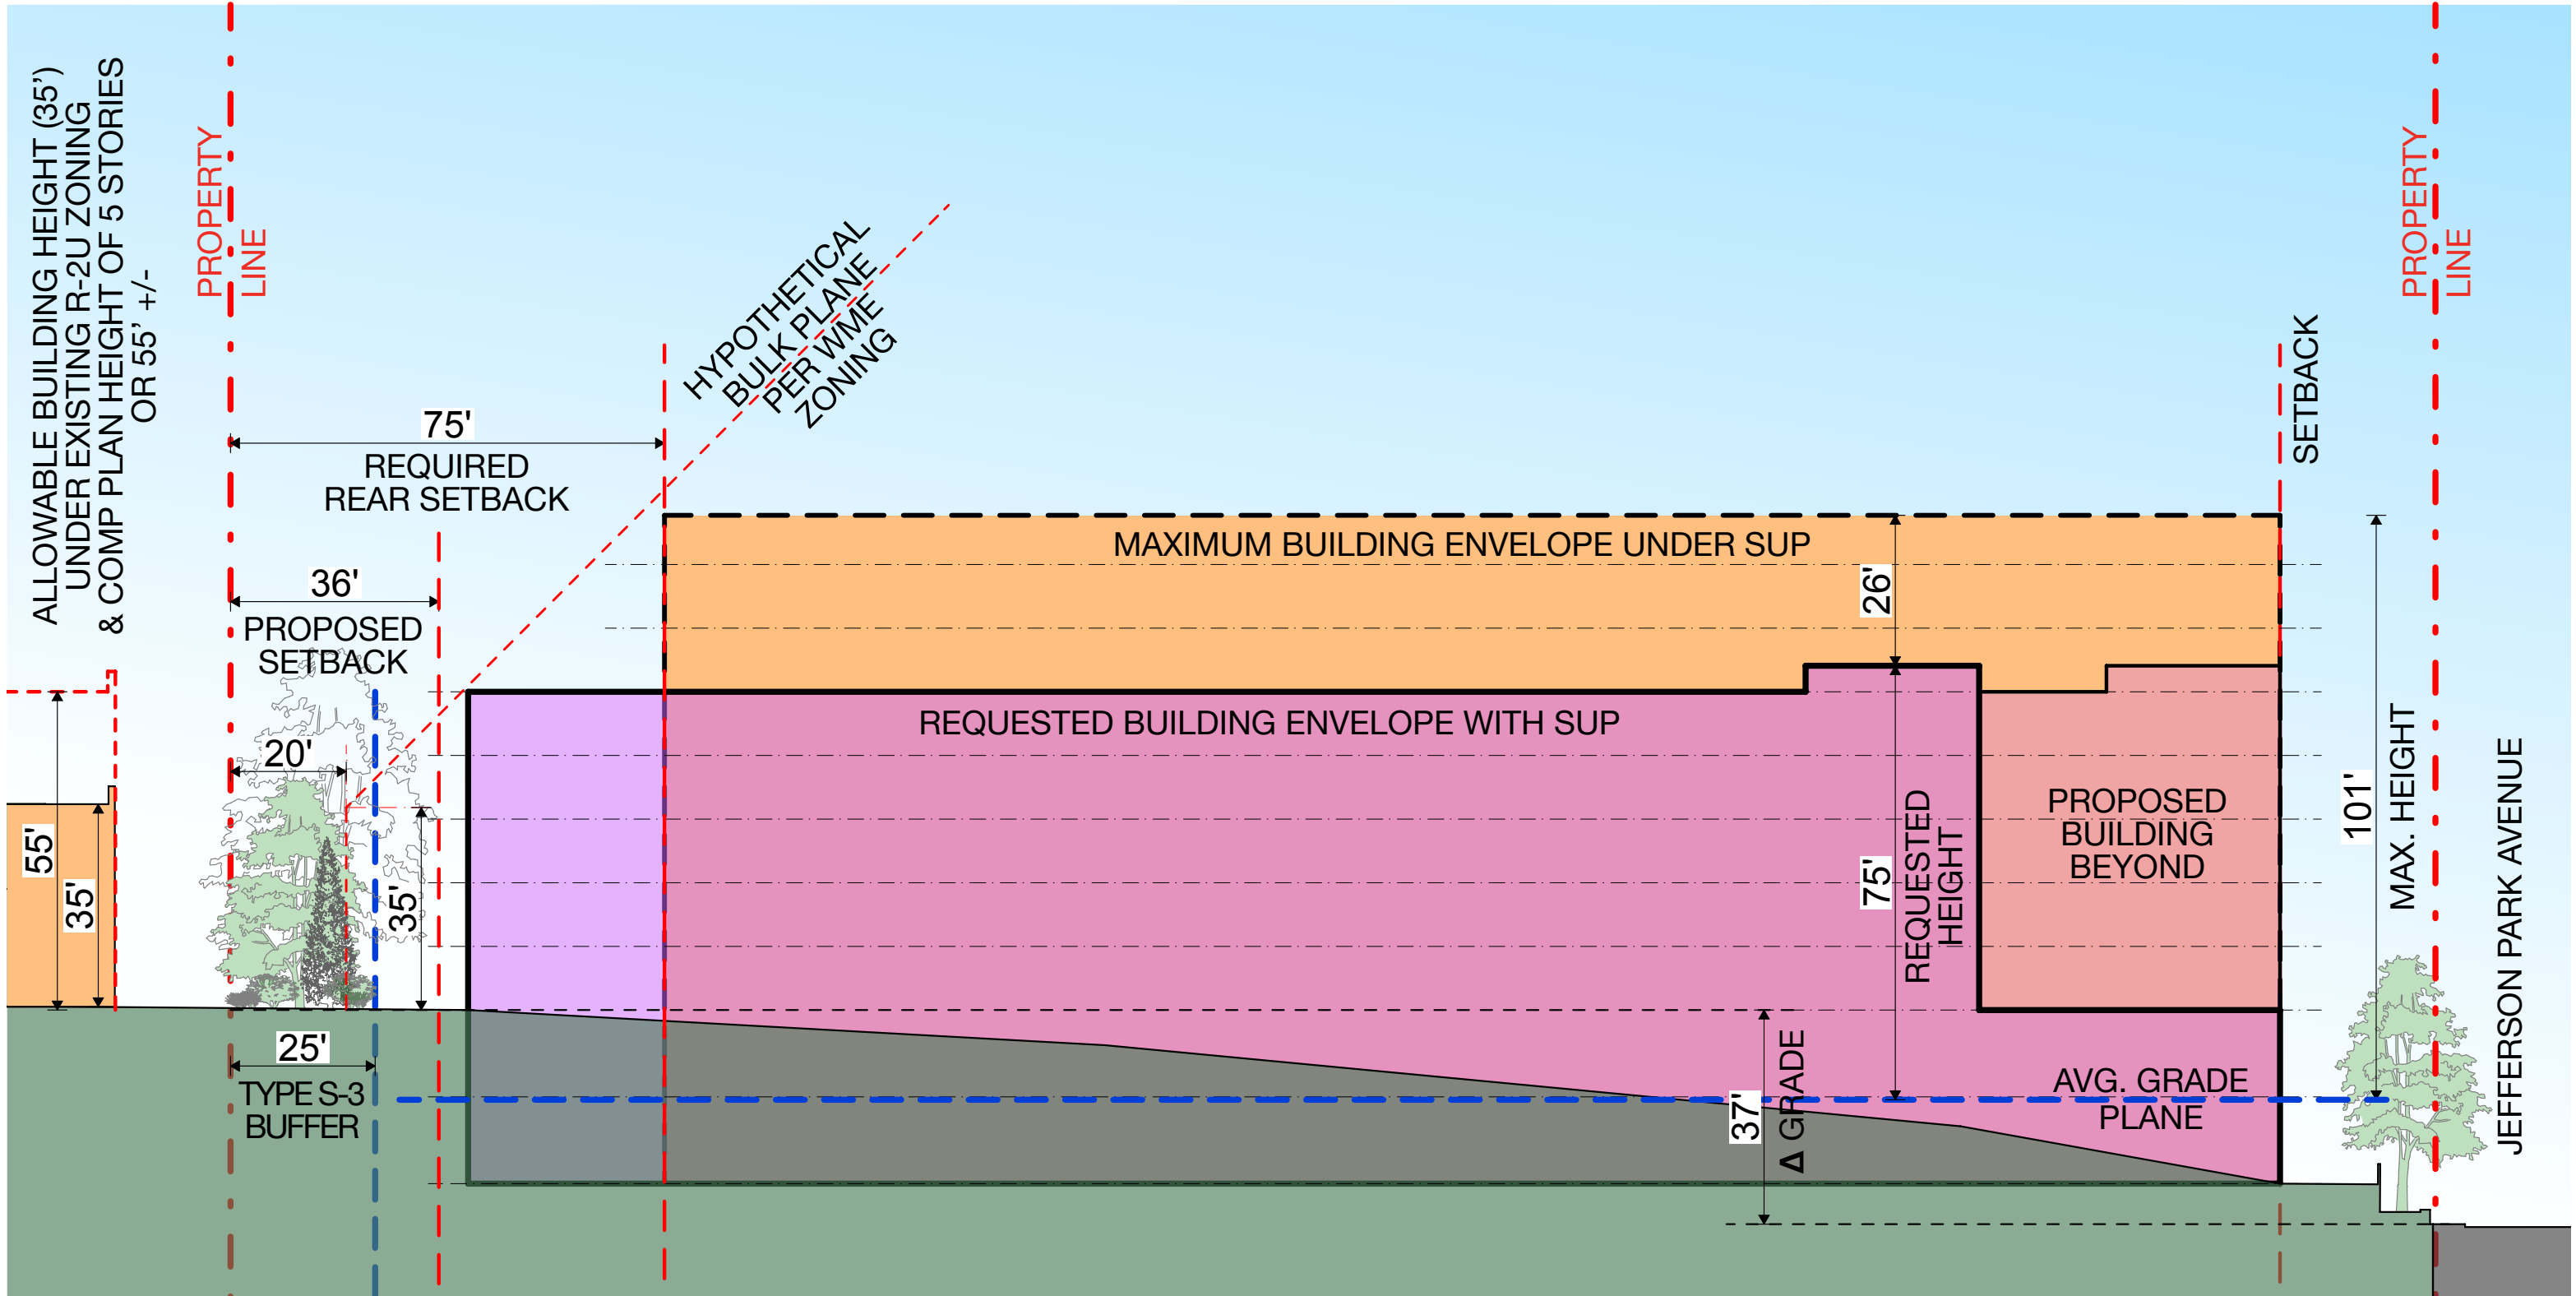 ALLOWABLE BUILDING HEIGHT (35')
UNDER EXISTING R-2U ZONING
& COMP PLAN HEIGHT OF 5 STORIES
OR 55' +/-
PROPERTY
LINE
HYPOTHETICAL
BULK PLANE
PER WME
ZONING
75'
REQUIRED
REAR SETBACK
36'
PROPOSED
SETBACK
20'
35'
55'
35'
25'
TYPE S-3
BUFFER
MAXIMUM BUILDING ENVELOPE UNDER SUP
26'
REQUESTED BUILDING ENVELOPE WITH SUP
75'
REQUESTED
HEIGHT
PROPOSED
BUILDING
BEYOND
37'
Δ GRADE
AVG. GRADE
PLANE
SETBACK
101'
MAX. HEIGHT
PROPERTY
LINE
JEFFERSON PARK AVENUE